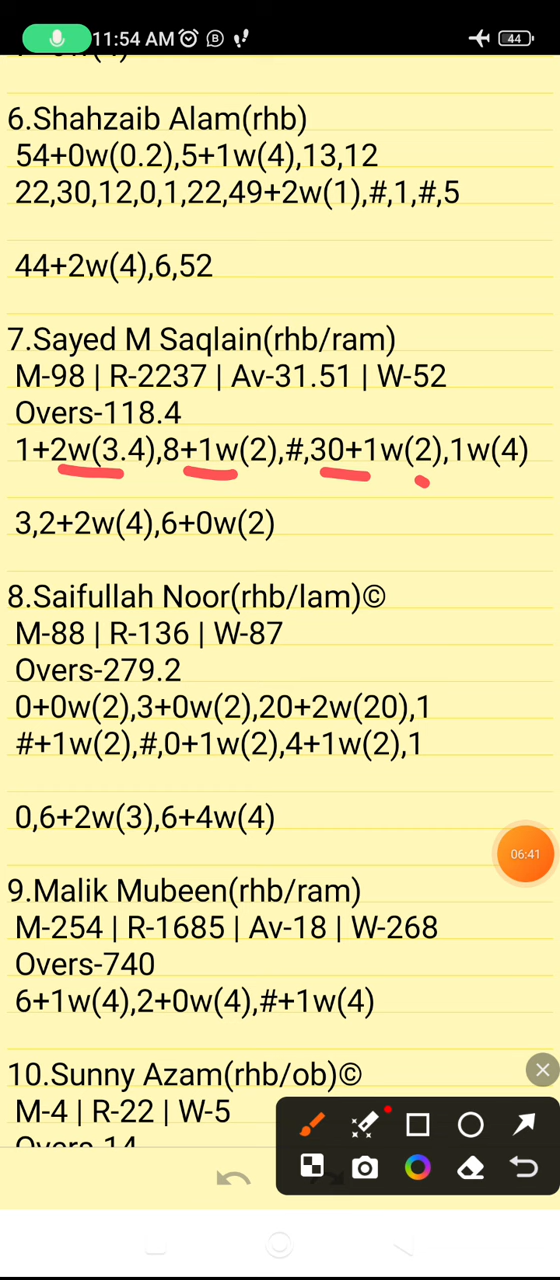 11:54 AM
44
6.Shahzaib Alam(rhb)
54+0w(0.2),5+1w(4),13,12
22,30,12,0,1,22,49+2w(1),#,1,#,5
44+2w(4),6,52
7.Sayed M Saqlain(rhb/ram)
M-98 | R-2237 | Av-31.51 | W-52
Overs-118.4
1+2w(3.4),8+1w(2),#,30+1w(2),1w(4)
3,2+2w(4),6+0w(2)
8.Saifullah Noor(rhb/lam)©
M-88 | R-136 | W-87
Overs-279.2
0+0w(2),3+0w(2),20+2w(20),1
#+1w(2),#,0+1w(2),4+1w(2),1
0,6+2w(3),6+4w(4)
06:41
9.Malik Mubeen(rhb/ram)
M-254 | R-1685 | Av-18 | W-268
Overs-740
6+1w(4),2+0w(4),#+1w(4)
10.Sunny Azam(rhb/ob)©
M-4 | R-22 | W-5
Overs-14